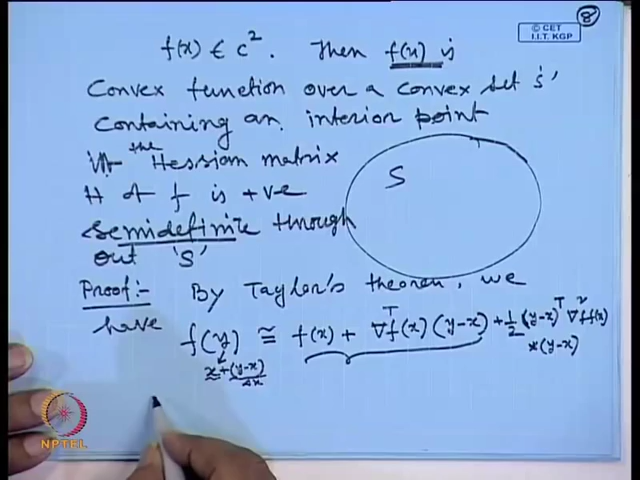 8
© CET
I.I.T. KGP
f(x) ∈ C². Then f(x) is
Convex function over a convex set 'S'
containing an interior point
iff the Hessian matrix
H of f is +ve
semidefinite through
out 'S'
S
Proof:- By Taylor's theorem, we
have f(y) ≅ f(x) + ∇ᵀf(x) (y-x) + 1/2 (y-x)ᵀ ∇²f(x)
*(y-x)
x+(y-x)
Δx
NPTEL